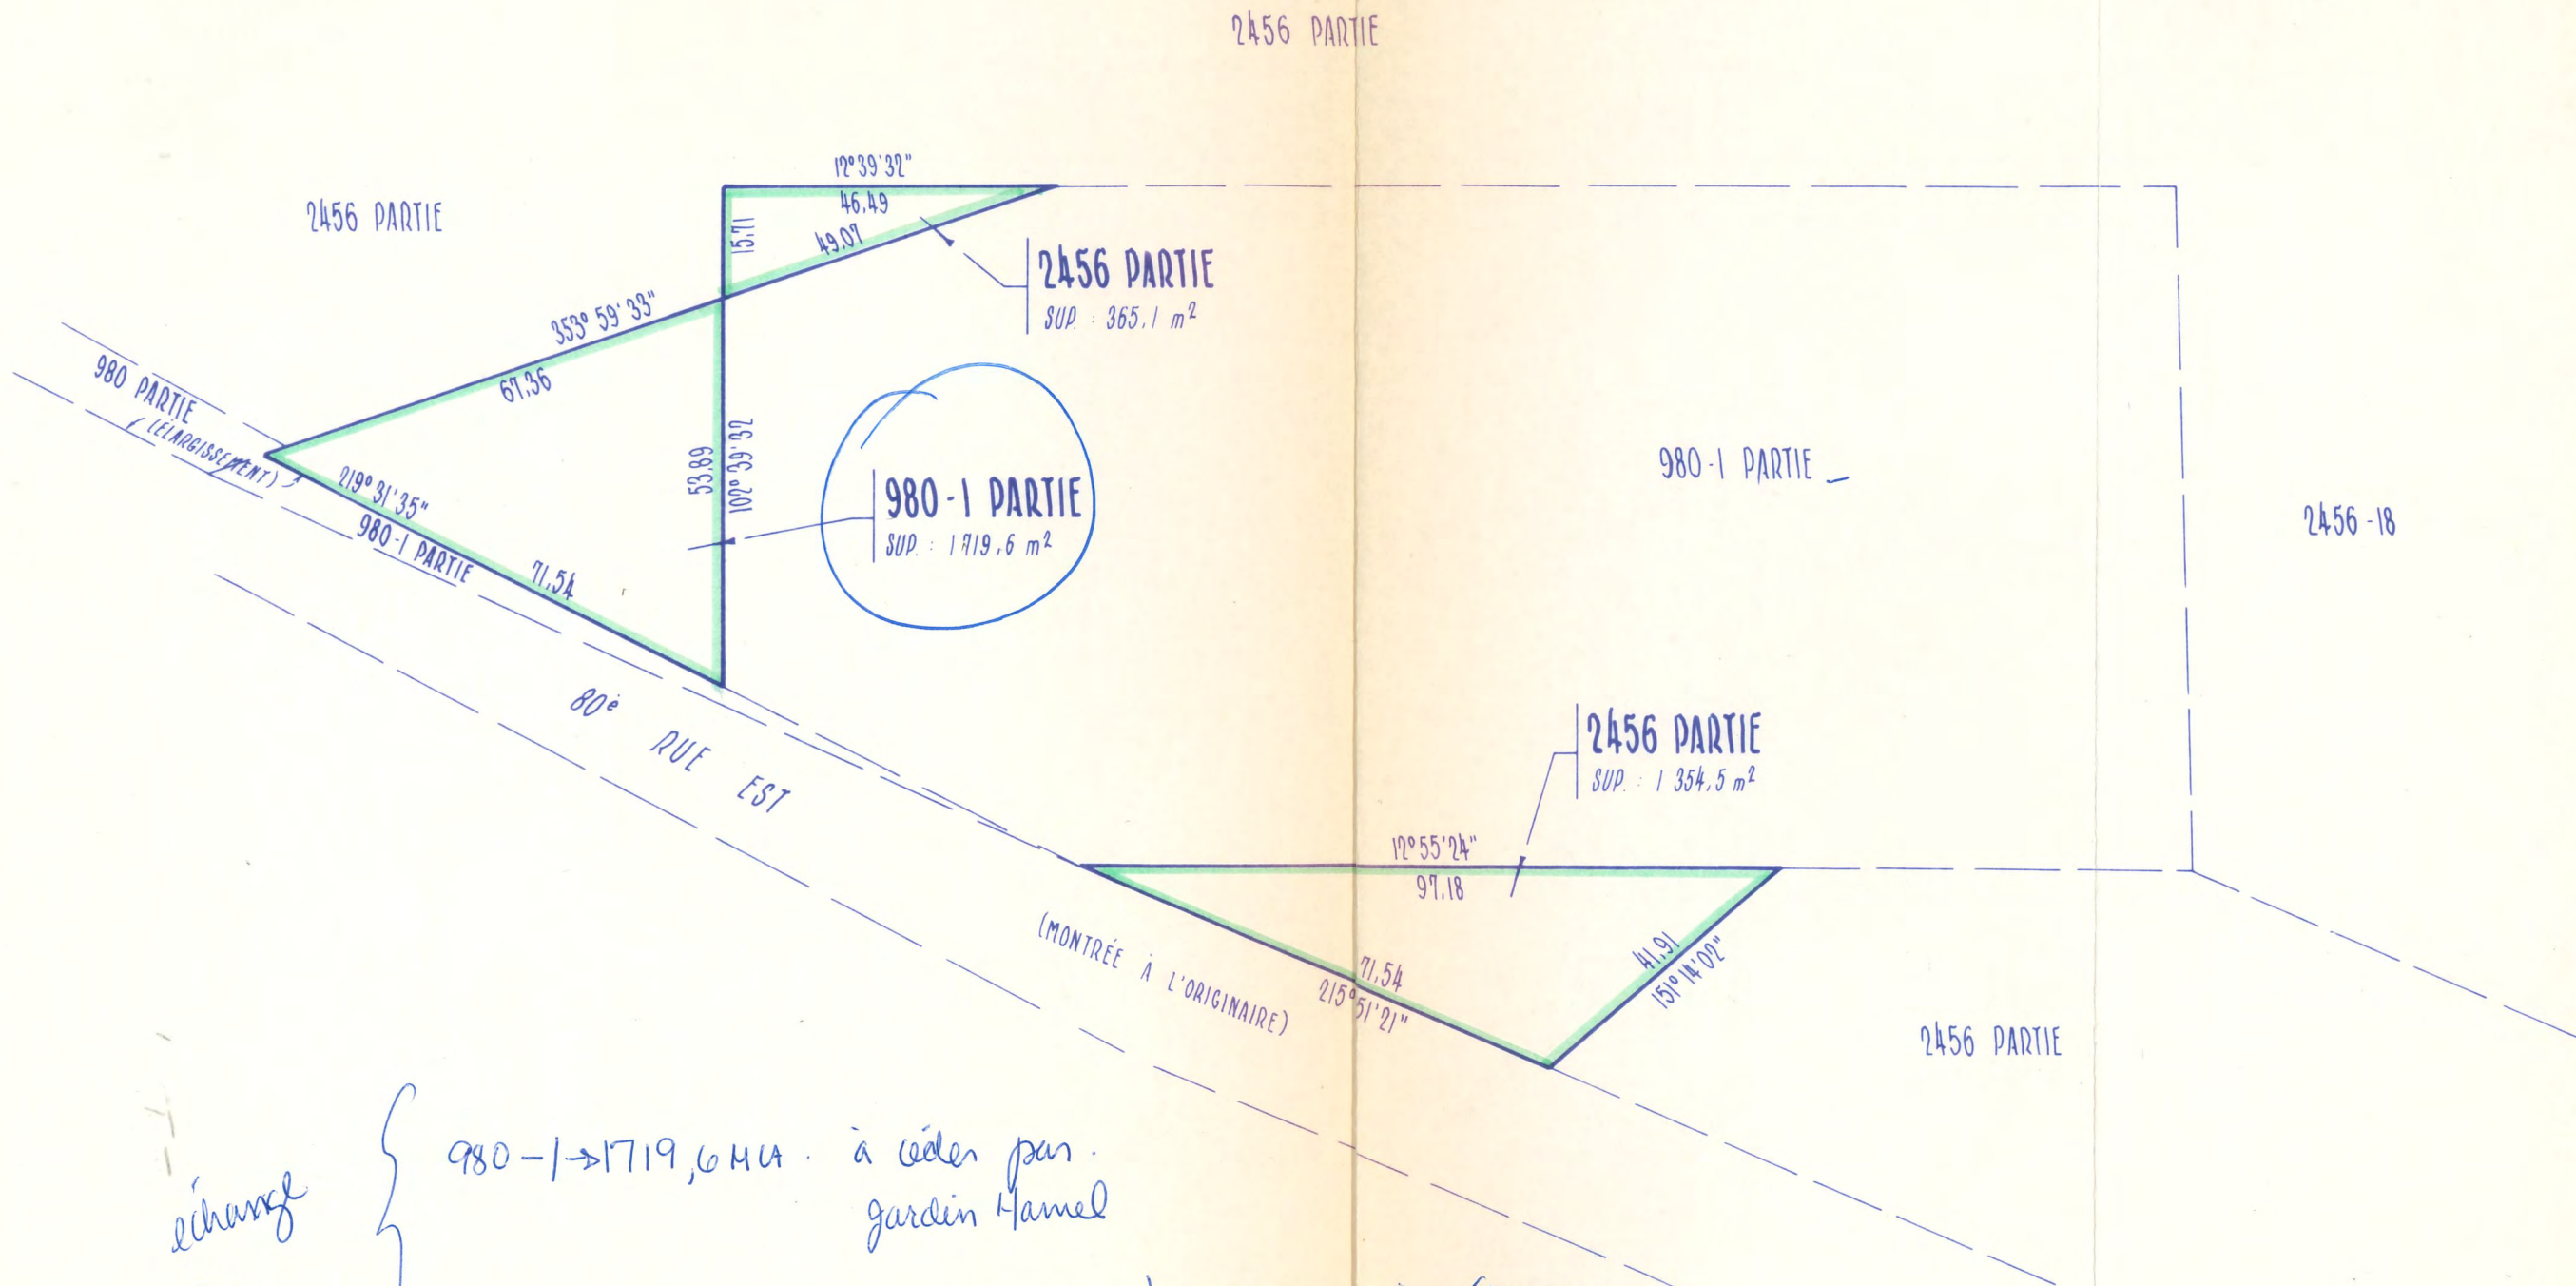 2456 PARTIE
12°39'32"
2456 PARTIE
46.49
15.71
49.07
2456 PARTIE
SUP. : 365,1 m²
353° 59' 33"
67.36
980 PARTIE
(ÉLARGISSEMENT)
219° 31' 35"
980-1 PARTIE
71.54
53.89
102° 39' 32
980-1 PARTIE
SUP. : 1719,6 m²
980-1 PARTIE
2456-18
80e RUE EST
2456 PARTIE
SUP. : 1 354,5 m²
12°55'24"
97.18
(MONTRÉE À L'ORIGINAIRE)
71.54
215°51'21"
41.91
151°14'02"
2456 PARTIE
échange
980-1→1719,6 à céder par.
Jardin Hamel